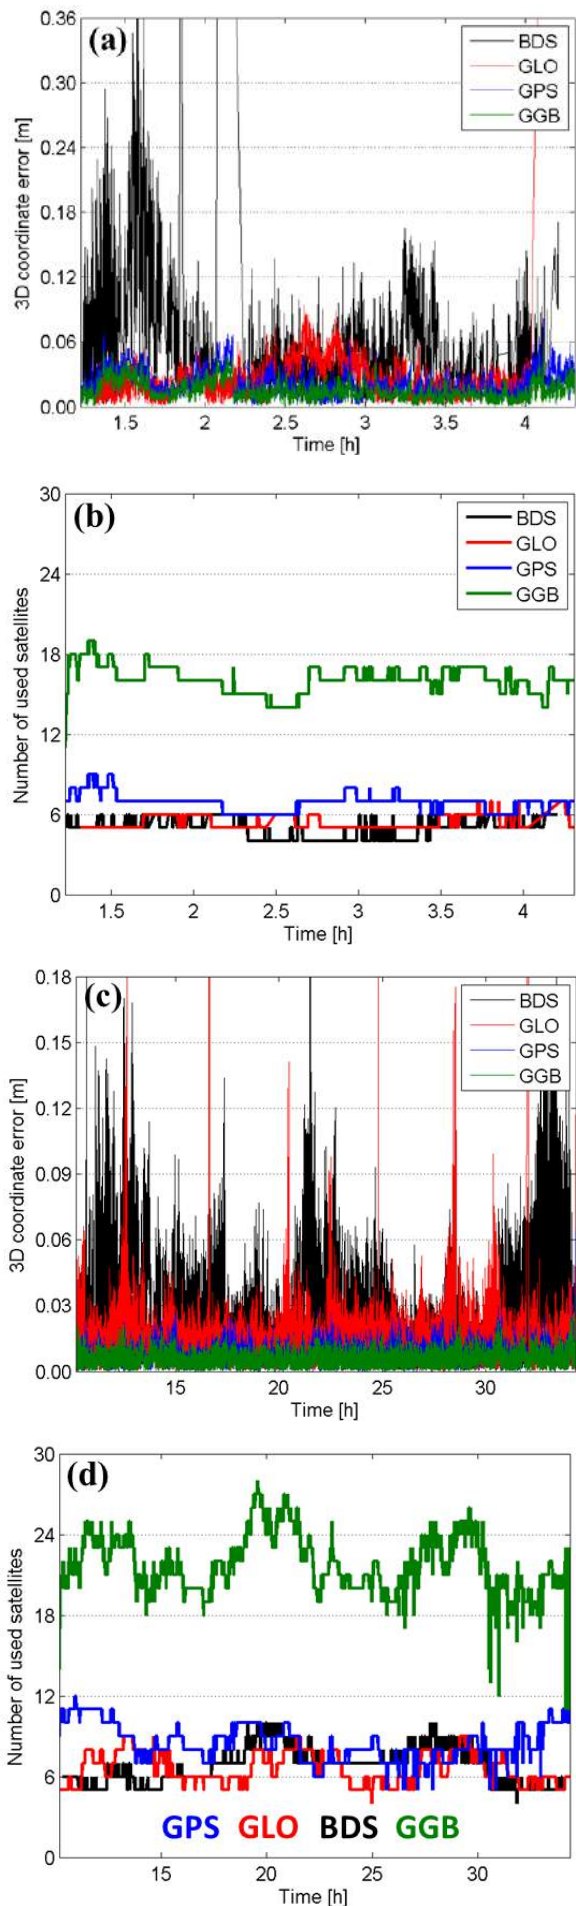 (a)
0.36
0.30
0.24
0.18
0.12
0.06
0.00
3D coordinate error [m]
BDS
GLO
GPS
GGB
1.5 2 2.5 3 3.5 4
Time [h]
(b)
30
24
18
12
6
0
Number of used satellites
BDS
GLO
GPS
GGB
1.5 2 2.5 3 3.5 4
Time [h]
(c)
0.18
0.15
0.12
0.09
0.06
0.03
0.00
3D coordinate error [m]
BDS
GLO
GPS
GGB
15 20 25 30
Time [h]
(d)
30
24
18
12
6
0
Number of used satellites
GPS GLO BDS GGB
15 20 25 30
Time [h]